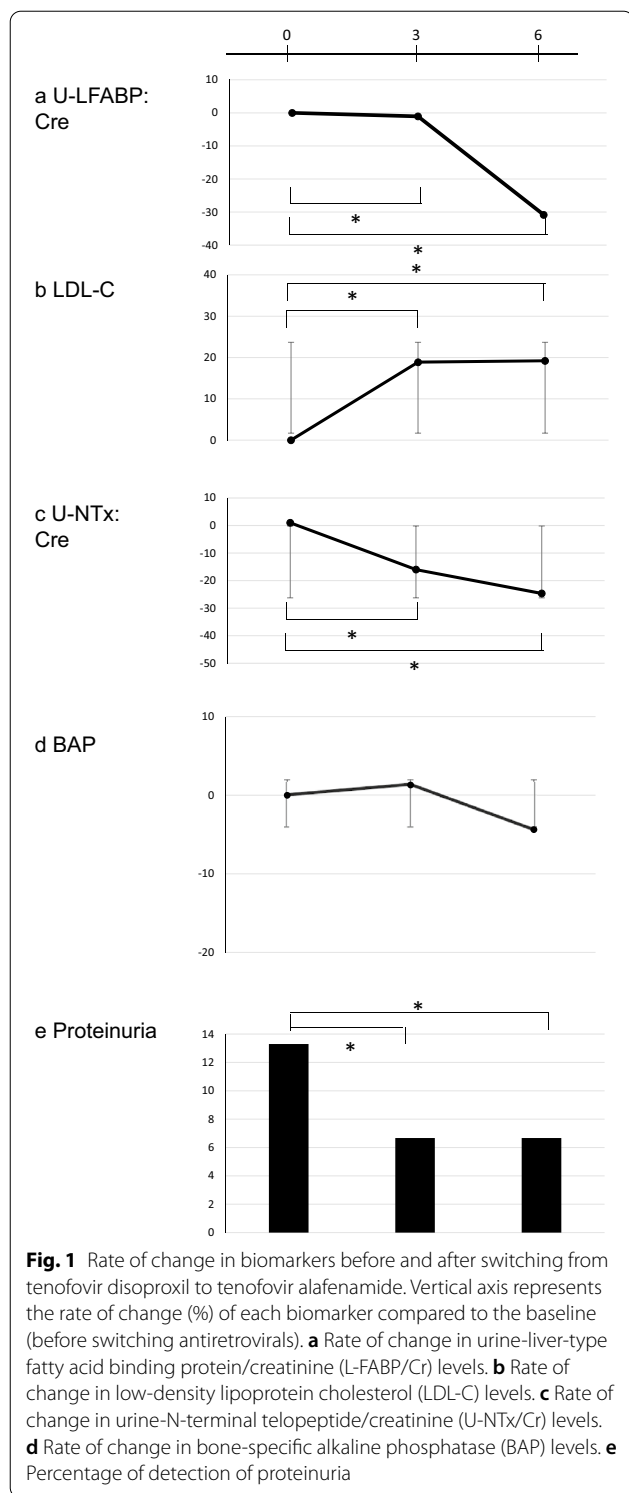 0 3 6
a U-LFABP:
Cre
10
0
-10
-20
-30
-40
*
*
b LDL-C
40
30
20
10
0
*
*
c U-NTx:
Cre
10
0
-10
-20
-30
-40
-50
*
*
d BAP
10
0
-10
-20
e Proteinuria
14
12
10
8
6
4
2
0
*
*
Fig. 1 Rate of change in biomarkers before and after switching from
tenofovir disoproxil to tenofovir alafenamide. Vertical axis represents
the rate of change (%) of each biomarker compared to the baseline
(before switching antiretrovirals). a Rate of change in urine-liver-type
fatty acid binding protein/creatinine (L-FABP/Cr) levels. b Rate of
change in low-density lipoprotein cholesterol (LDL-C) levels. c Rate of
change in urine-N-terminal telopeptide/creatinine (U-NTx/Cr) levels.
d Rate of change in bone-specific alkaline phosphatase (BAP) levels. e
Percentage of detection of proteinuria